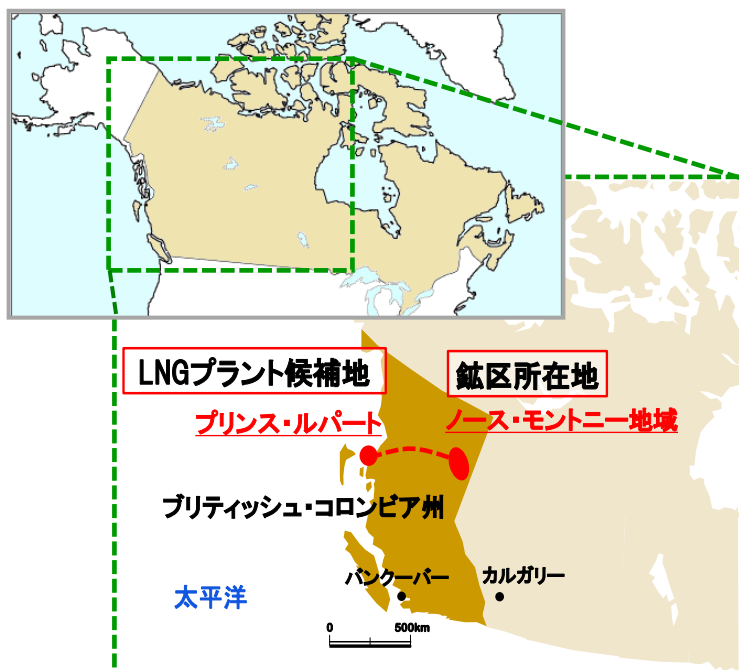 LNGプラント候補地
鉱区所在地
プリンス・ルパート
ノース・モントニー地域
ブリティッシュ・コロンビア州
バンクーバー
カルガリー
太平洋
0 500km